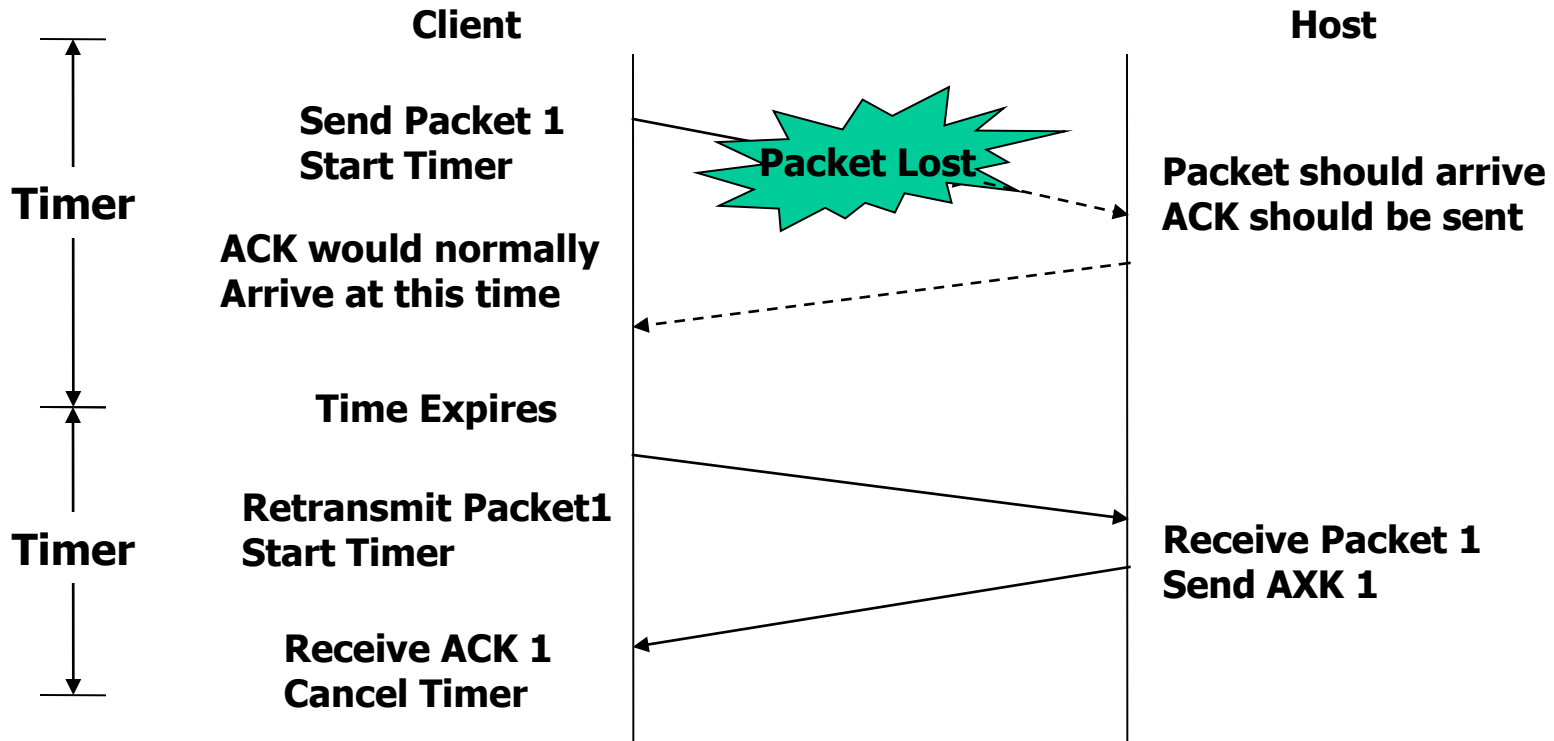 Client
Host
Send Packet 1
Start Timer
Packet Lost
Packet should arrive
ACK should be sent
Timer
ACK would normally
Arrive at this time
Time Expires
Retransmit Packet1
Start Timer
Timer
Receive Packet 1
Send AXK 1
Receive ACK 1
Cancel Timer